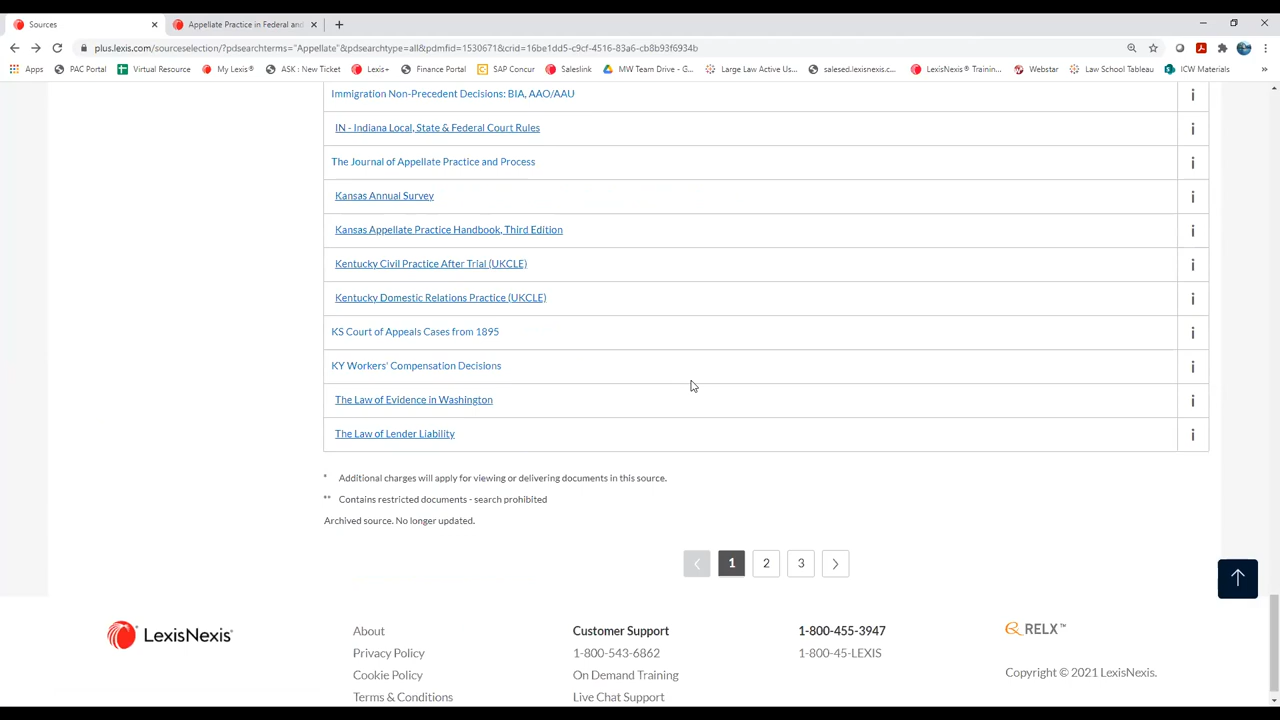 Sources
Appellate Practice in Federal and
plus.lexis.com/sourceselection/?pdsearchterms="Appellate"&pdsearchtype=all&pdmfid=1530671&crid=16be1dd5-c9cf-4516-83a6-cb8b93f6934b
Apps PAC Portal Virtual Resource My Lexis® ASK : New Ticket Lexis+ Finance Portal SAP Concur Saleslink MW Team Drive - G... Large Law Active Us... salesed.lexisnexis.c... LexisNexis® Trainin... Webstar Law School Tableau ICW Materials »
Immigration Non-Precedent Decisions: BIA, AAO/AAU i
IN - Indiana Local, State & Federal Court Rules i
The Journal of Appellate Practice and Process i
Kansas Annual Survey i
Kansas Appellate Practice Handbook, Third Edition i
Kentucky Civil Practice After Trial (UKCLE) i
Kentucky Domestic Relations Practice (UKCLE) i
KS Court of Appeals Cases from 1895 i
KY Workers' Compensation Decisions i
The Law of Evidence in Washington i
The Law of Lender Liability i
* Additional charges will apply for viewing or delivering documents in this source.
** Contains restricted documents - search prohibited
Archived source. No longer updated.
1 2 3
LexisNexis®
About
Privacy Policy
Cookie Policy
Terms & Conditions
Customer Support
1-800-543-6862
On Demand Training
Live Chat Support
1-800-455-3947
1-800-45-LEXIS
RELX™
Copyright © 2021 LexisNexis.